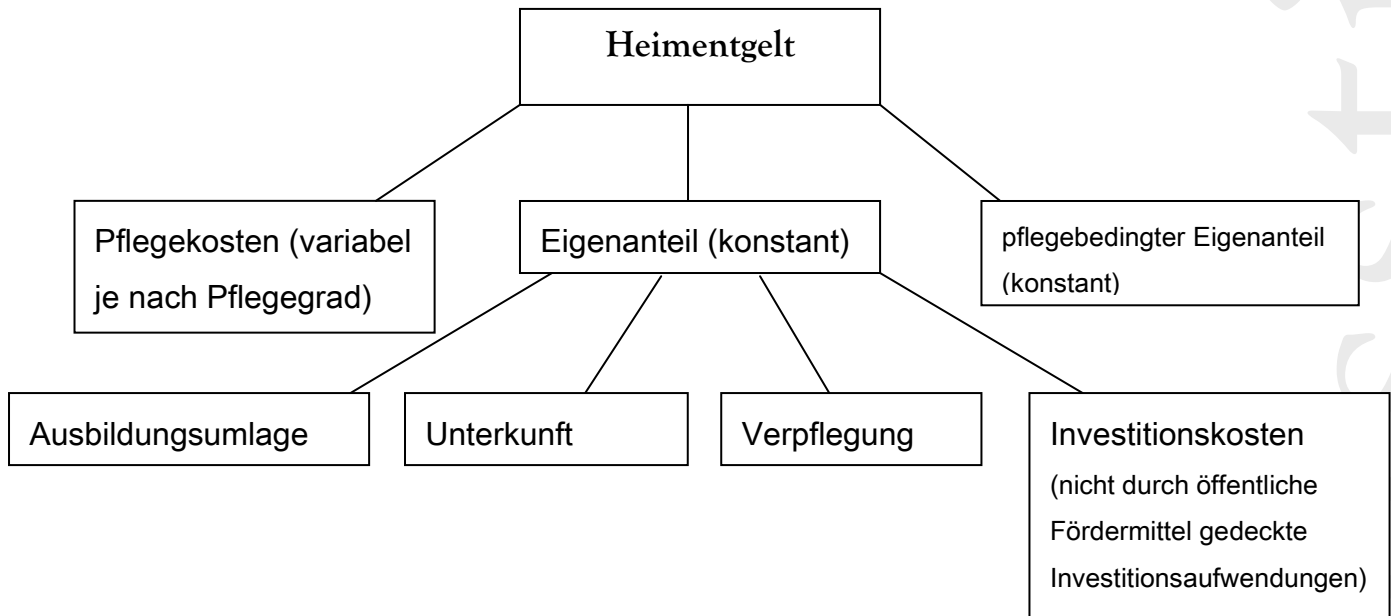 Heimentgelt
Pflegekosten (variabel
je nach Pflegegrad)
Eigenanteil (konstant)
pflegebedingter Eigenanteil
(konstant)
Ausbildungsumlage
Unterkunft
Verpflegung
Investitionskosten
(nicht durch öffentliche
Fördermittel gedeckte
Investitionsaufwendungen)